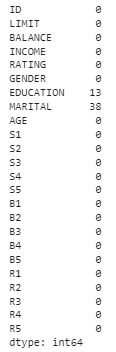 ID 0
LIMIT 0
BALANCE 0
INCOME 0
RATING 0
GENDER 0
EDUCATION 13
MARITAL 38
AGE 0
S1 0
S2 0
S3 0
S4 0
S5 0
B1 0
B2 0
B3 0
B4 0
B5 0
R1 0
R2 0
R3 0
R4 0
R5 0
dtype: int64